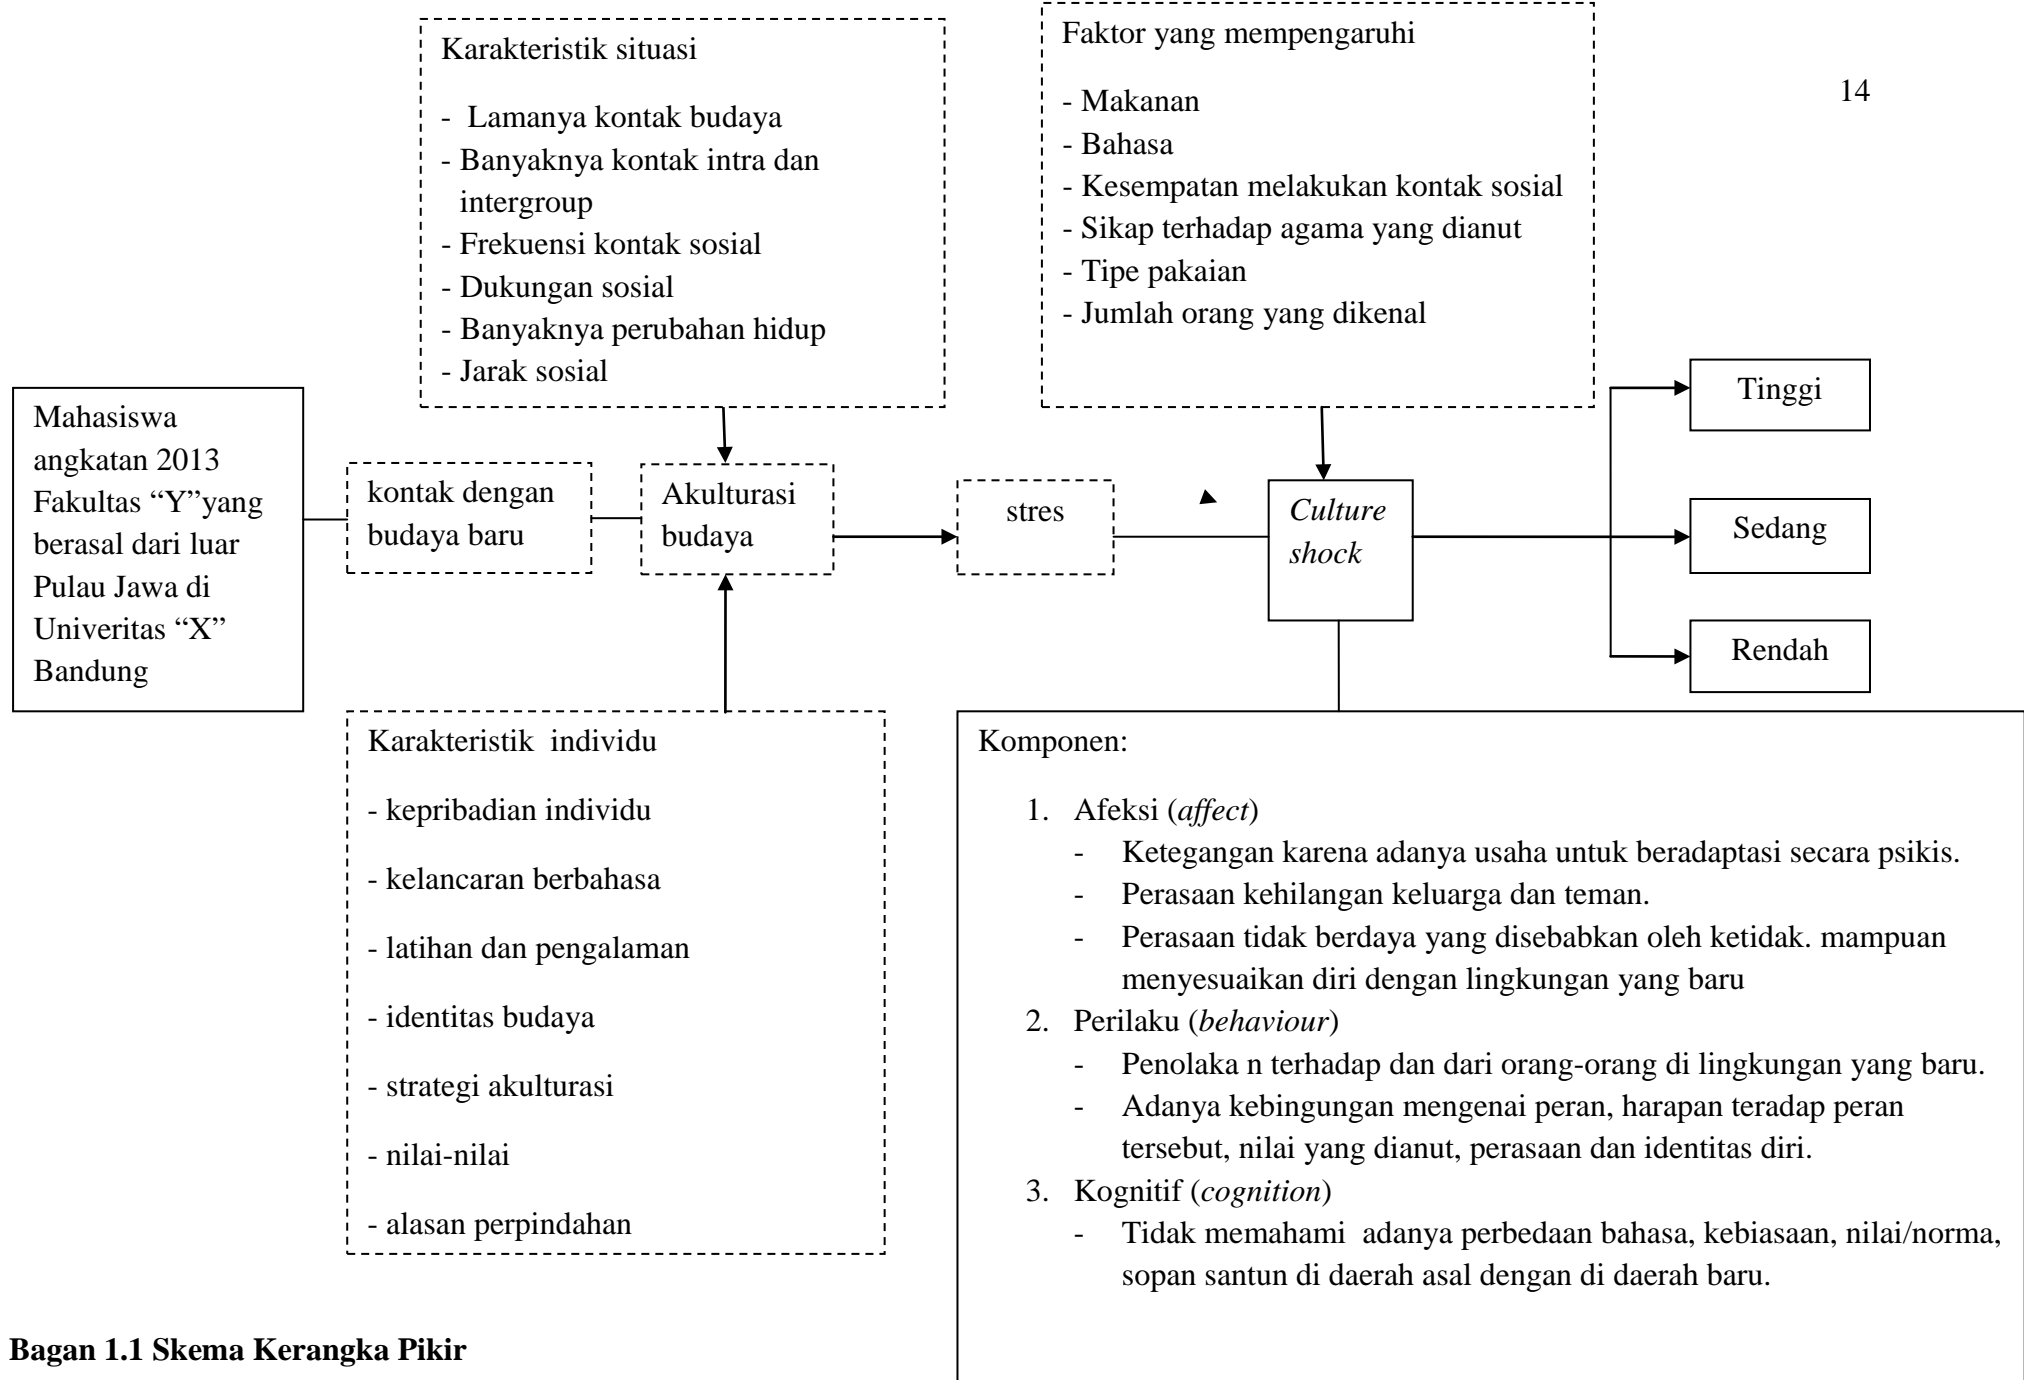 14
Karakteristik situasi
- Lamanya kontak budaya
- Banyaknya kontak intra dan
intergroup
- Frekuensi kontak sosial
- Dukungan sosial
- Banyaknya perubahan hidup
- Jarak sosial
Faktor yang mempengaruhi
- Makanan
- Bahasa
- Kesempatan melakukan kontak sosial
- Sikap terhadap agama yang dianut
- Tipe pakaian
- Jumlah orang yang dikenal
Mahasiswa
angkatan 2013
Fakultas “Y”yang
berasal dari luar
Pulau Jawa di
Univeritas “X”
Bandung
kontak dengan
budaya baru
Akulturasi
budaya
stres
Culture
shock
Tinggi
Sedang
Rendah
Karakteristik individu
- kepribadian individu
- kelancaran berbahasa
- latihan dan pengalaman
- identitas budaya
- strategi akulturasi
- nilai-nilai
- alasan perpindahan
Komponen:
1. Afeksi (affect)
- Ketegangan karena adanya usaha untuk beradaptasi secara psikis.
- Perasaan kehilangan keluarga dan teman.
- Perasaan tidak berdaya yang disebabkan oleh ketidak. mampuan
menyesuaikan diri dengan lingkungan yang baru
2. Perilaku (behaviour)
- Penolaka n terhadap dan dari orang-orang di lingkungan yang baru.
- Adanya kebingungan mengenai peran, harapan teradap peran
tersebut, nilai yang dianut, perasaan dan identitas diri.
3. Kognitif (cognition)
- Tidak memahami adanya perbedaan bahasa, kebiasaan, nilai/norma,
sopan santun di daerah asal dengan di daerah baru.
Bagan 1.1 Skema Kerangka Pikir